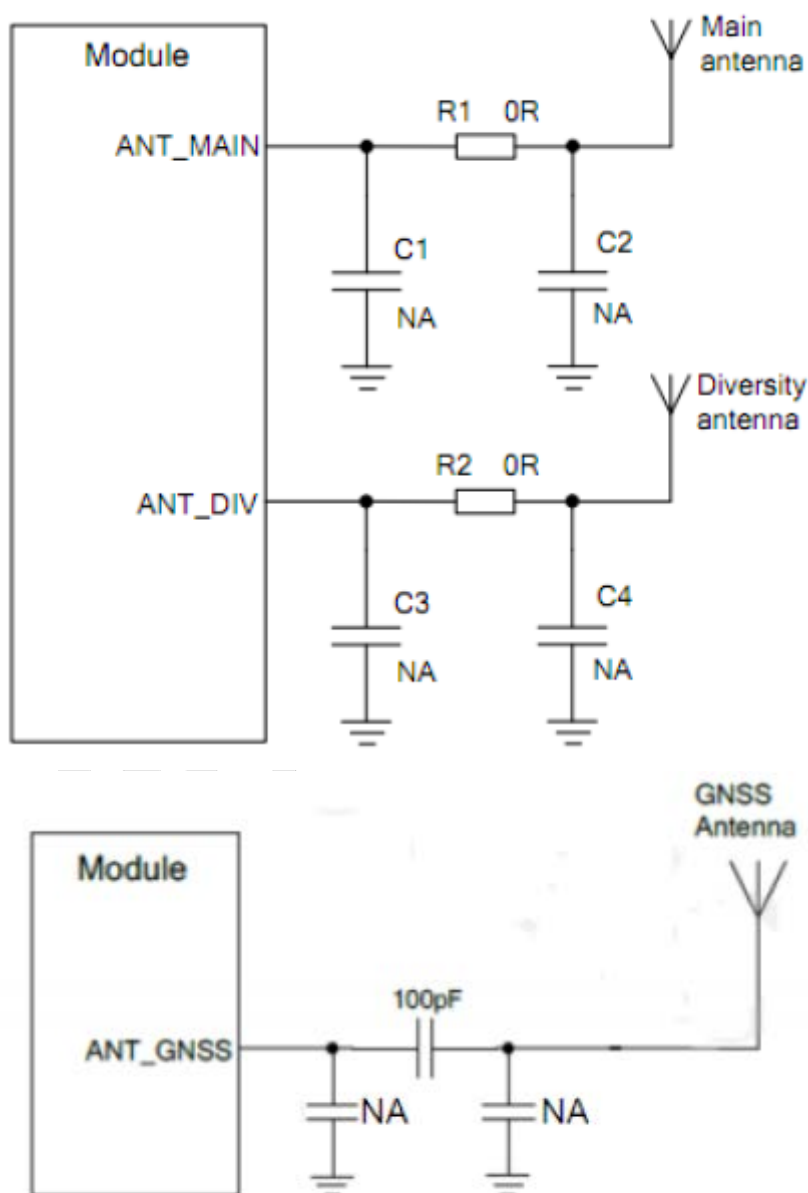 Module
Main
antenna
R1 0R
ANT_MAIN
C1
C2
NA
NA
Diversity
antenna
R2 0R
ANT_DIV
C3
C4
NA
NA
GNSS
Antenna
Module
100pF
ANT_GNSS
NA
NA